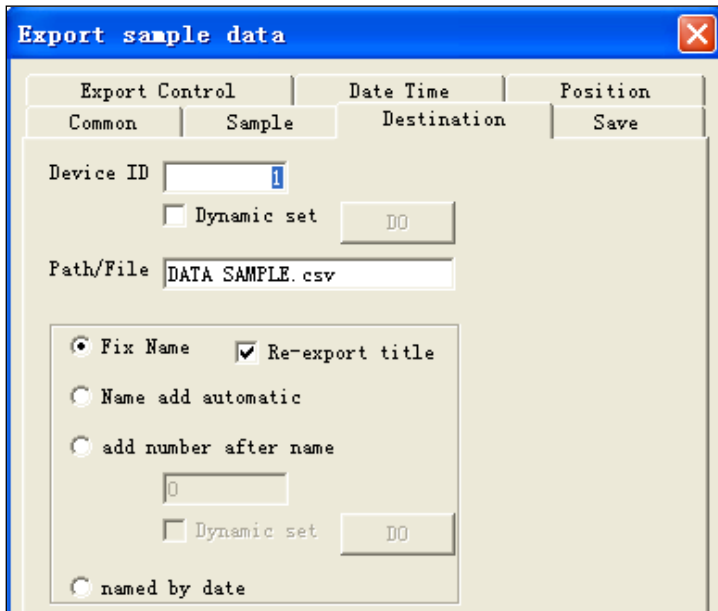 Export sample data
Export Control Date Time Position
Common Sample Destination Save
Device ID 1
Dynamic set DO
Path/File DATA SAMPLE.csv
Fix Name Re-export title
Name add automatic
add number after name
0
Dynamic set DO
named by date